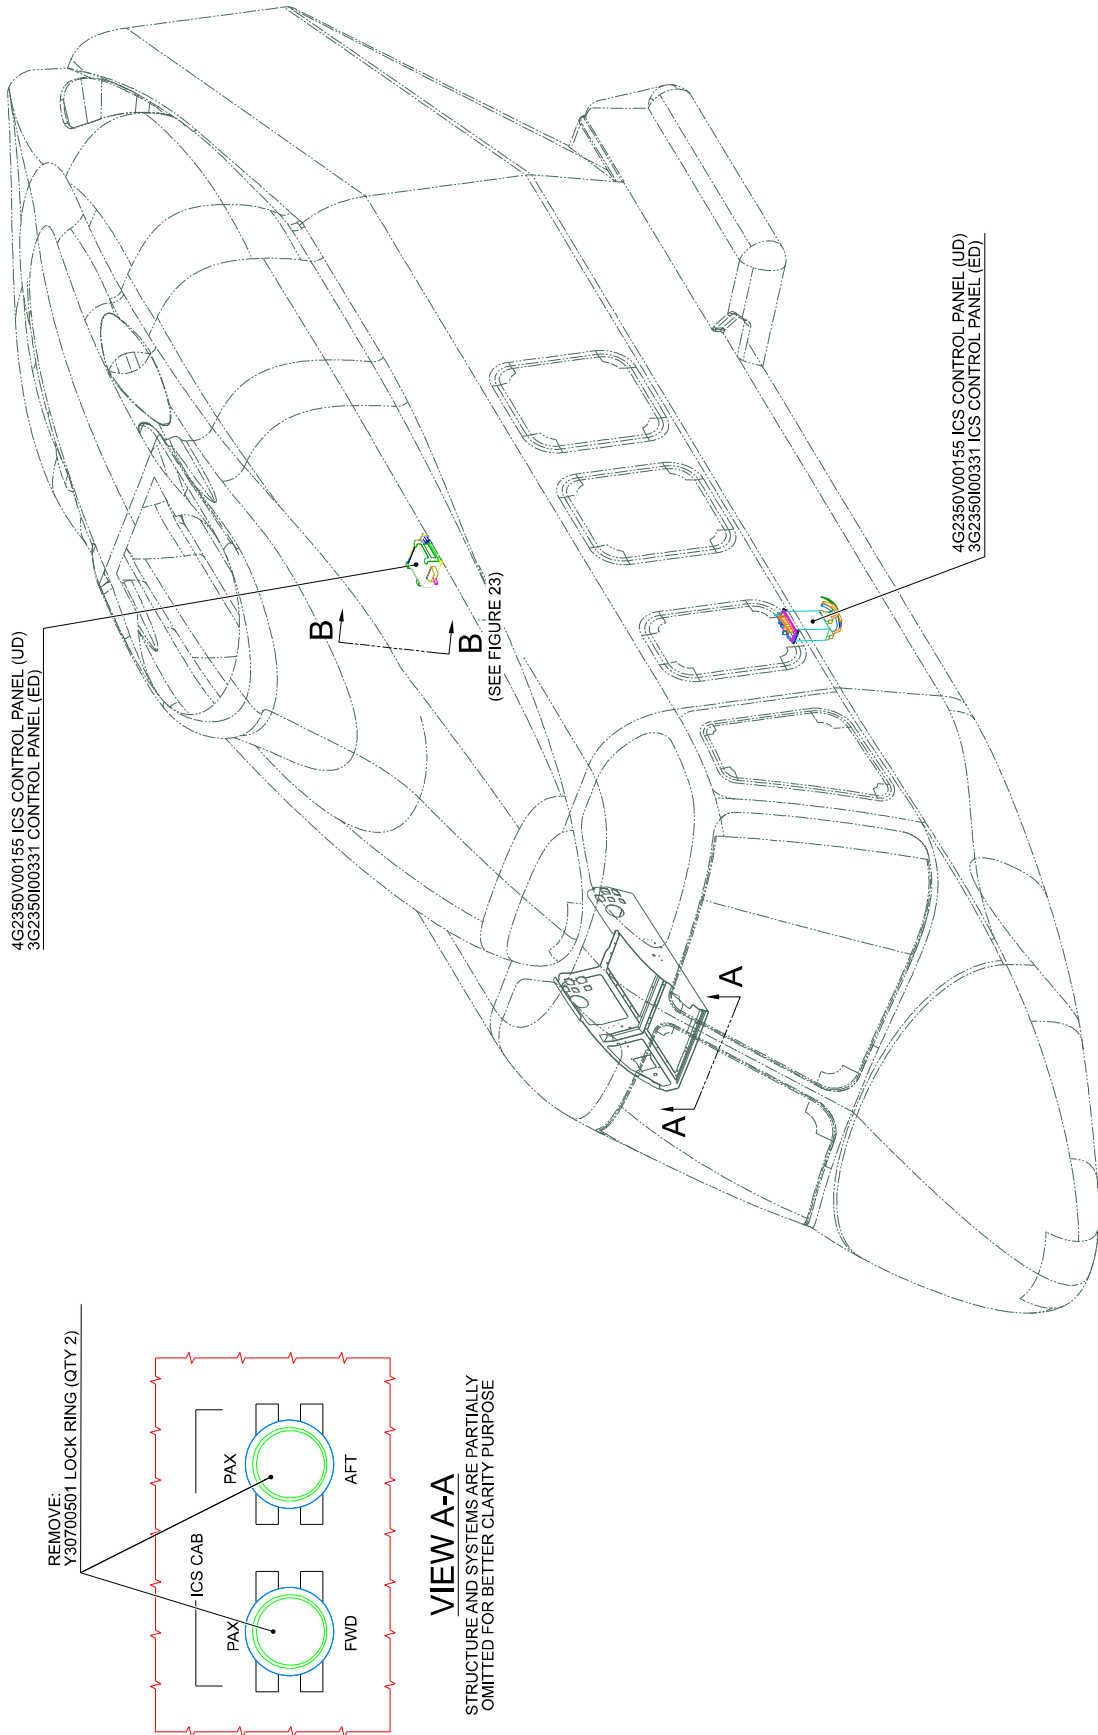 4G2350V00155 ICS CONTROL PANEL (UD)
3G2350I00331 CONTROL PANEL (ED)
B
B
(SEE FIGURE 23)
4G2350V00155 ICS CONTROL PANEL (UD)
3G2350I00331 ICS CONTROL PANEL (ED)
A
A
REMOVE:
Y30700501 LOCK RING (QTY 2)
ICS CAB
PAX
PAX
FWD
AFT
VIEW A-A
STRUCTURE AND SYSTEMS ARE PARTIALLY
OMITTED FOR BETTER CLARITY PURPOSE